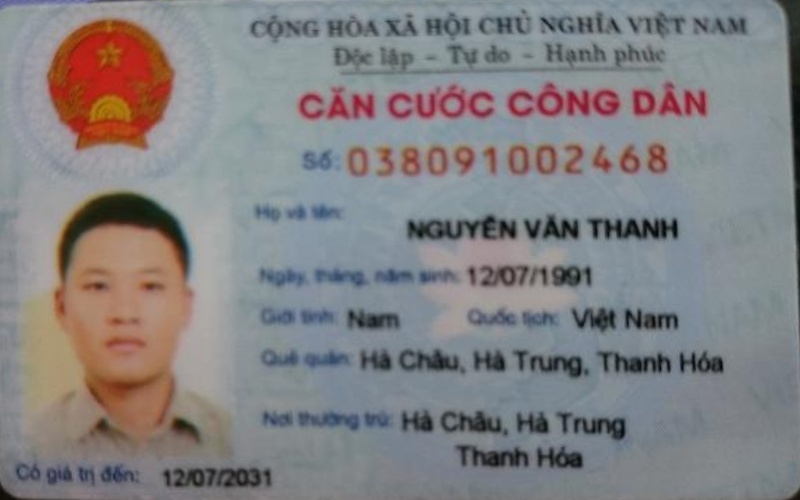 CỘNG HÒA XÃ HỘI CHỦ NGHĨA VIỆT NAM
Độc lập – Tự do – Hạnh phúc
CĂN CƯỚC CÔNG DÂN
Số: 038091002468
Họ và tên: NGUYỄN VĂN THANH
Ngày, tháng, năm sinh: 12/07/1991
Giới tính: Nam Quốc tịch: Việt Nam
Quê quán: Hà Châu, Hà Trung, Thanh Hóa
Nơi thường trú: Hà Châu, Hà Trung
Thanh Hóa
Có giá trị đến: 12/07/2031